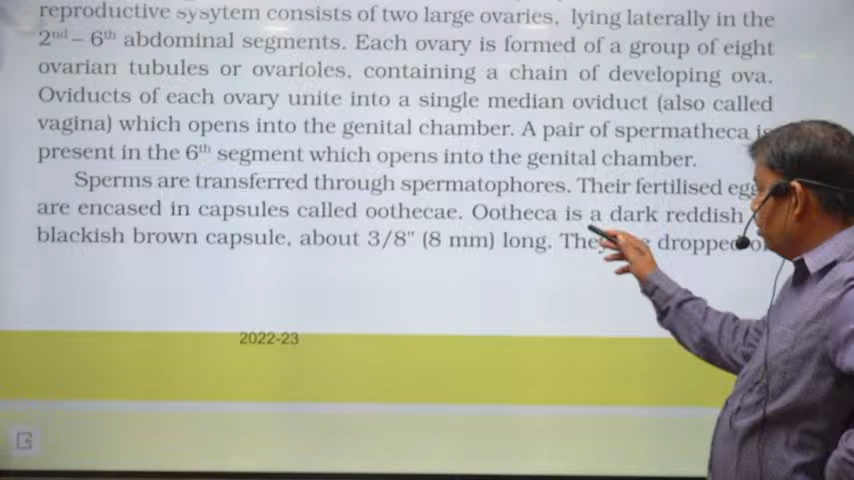 reproductive sysytem consists of two large ovaries, lying laterally in the
2nd – 6th abdominal segments. Each ovary is formed of a group of eight
ovarian tubules or ovarioles, containing a chain of developing ova.
Oviducts of each ovary unite into a single median oviduct (also called
vagina) which opens into the genital chamber. A pair of spermatheca is
present in the 6th segment which opens into the genital chamber.
Sperms are transferred through spermatophores. Their fertilised
are encased in capsules called oothecae. Ootheca is a dark reddish
blackish brown capsule, about 3/8" (8 mm) long. dropped
2022-23